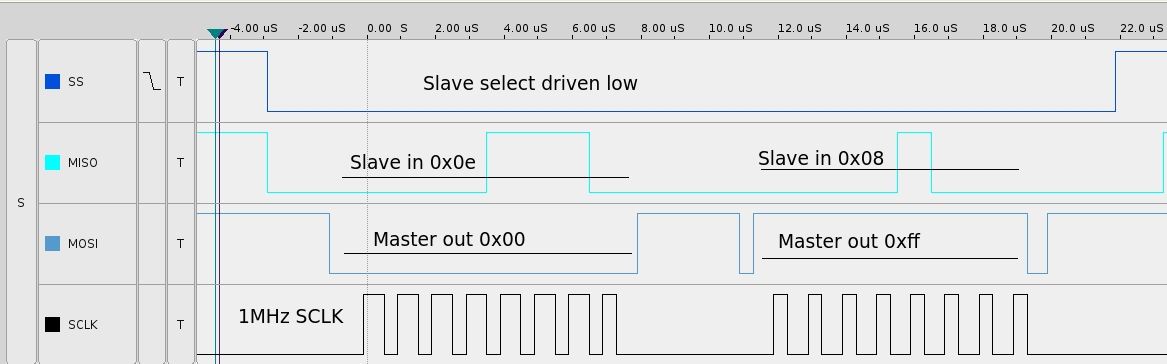 -4.00 uS -2.00 uS 0.00 S 2.00 uS 4.00 uS 6.00 uS 8.00 uS 10.0 uS 12.0 uS 14.0 uS 16.0 uS 18.0 uS 20.0 uS 22.0 uS
S
SS T Slave select driven low
MISO T Slave in 0x0e Slave in 0x08
MOSI T Master out 0x00 Master out 0xff
SCLK T 1MHz SCLK